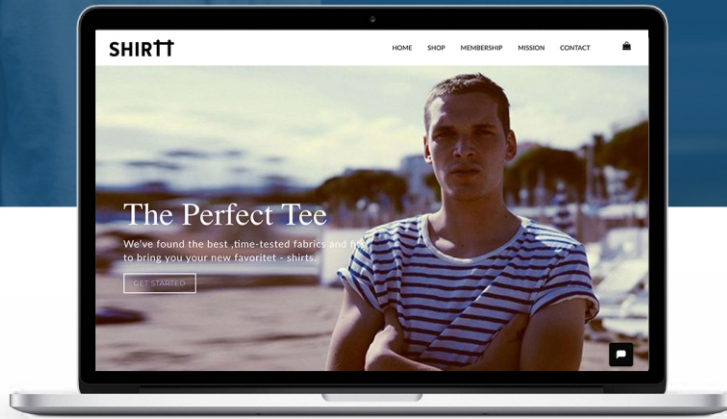 SHIRTT
HOME SHOP MEMBERSHIP MISSION CONTACT
The Perfect Tee
We've found the best ,time-tested fabrics and fits
to bring you your new favoritet - shirts.
GET STARTED